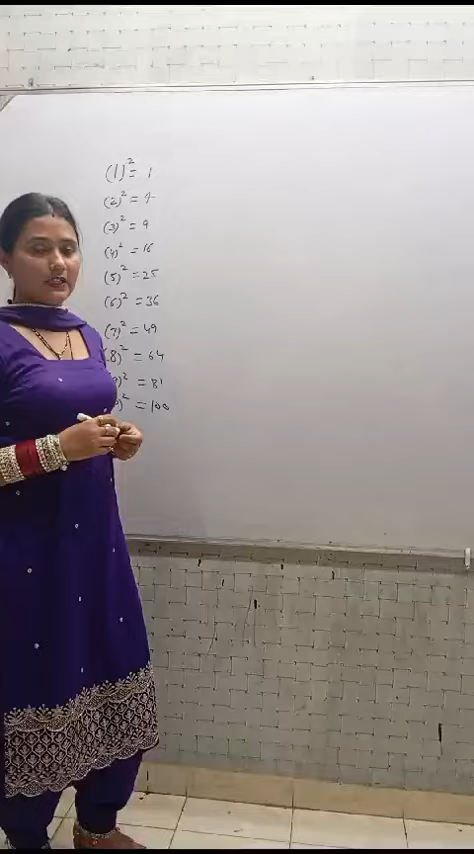 (1)² = 1
(2)² = 4
(3)² = 9
(4)² = 16
(5)² = 25
(6)² = 36
(7)² = 49
8)² = 64
)² = 81
)² = 100